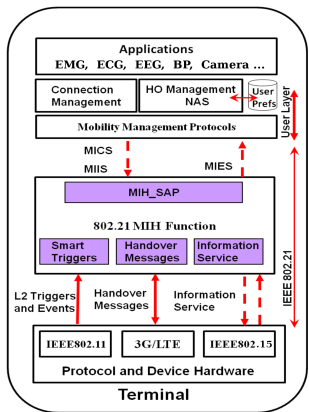 Applications
EMG, ECG, EEG, BP, Camera ...
Connection
Management
HO Management
NAS
User
Prefs
Mobility Management Protocols
User Layer
MICS
MIIS
MIES
MIH_SAP
802.21 MIH Function
Smart
Triggers
Handover
Messages
Information
Service
IEEE 802.21
L2 Triggers
and Events
Handover
Messages
Information
Service
IEEE802.11
3G/LTE
IEEE802.15
Protocol and Device Hardware
Terminal